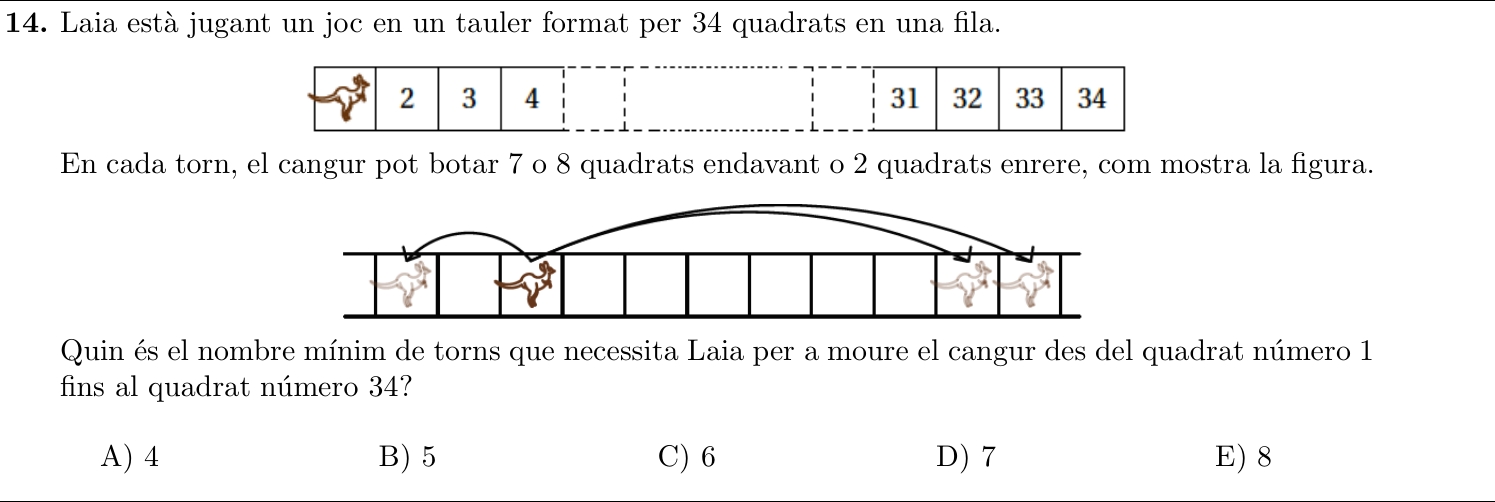 14. Laia està jugant un joc en un tauler format per 34 quadrats en una fila.
2 3 4 31 32 33 34
En cada torn, el cangur pot botar 7 o 8 quadrats endavant o 2 quadrats enrere, com mostra la figura.
Quin és el nombre mínim de torns que necessita Laia per a moure el cangur des del quadrat número 1
fins al quadrat número 34?
A) 4 B) 5 C) 6 D) 7 E) 8